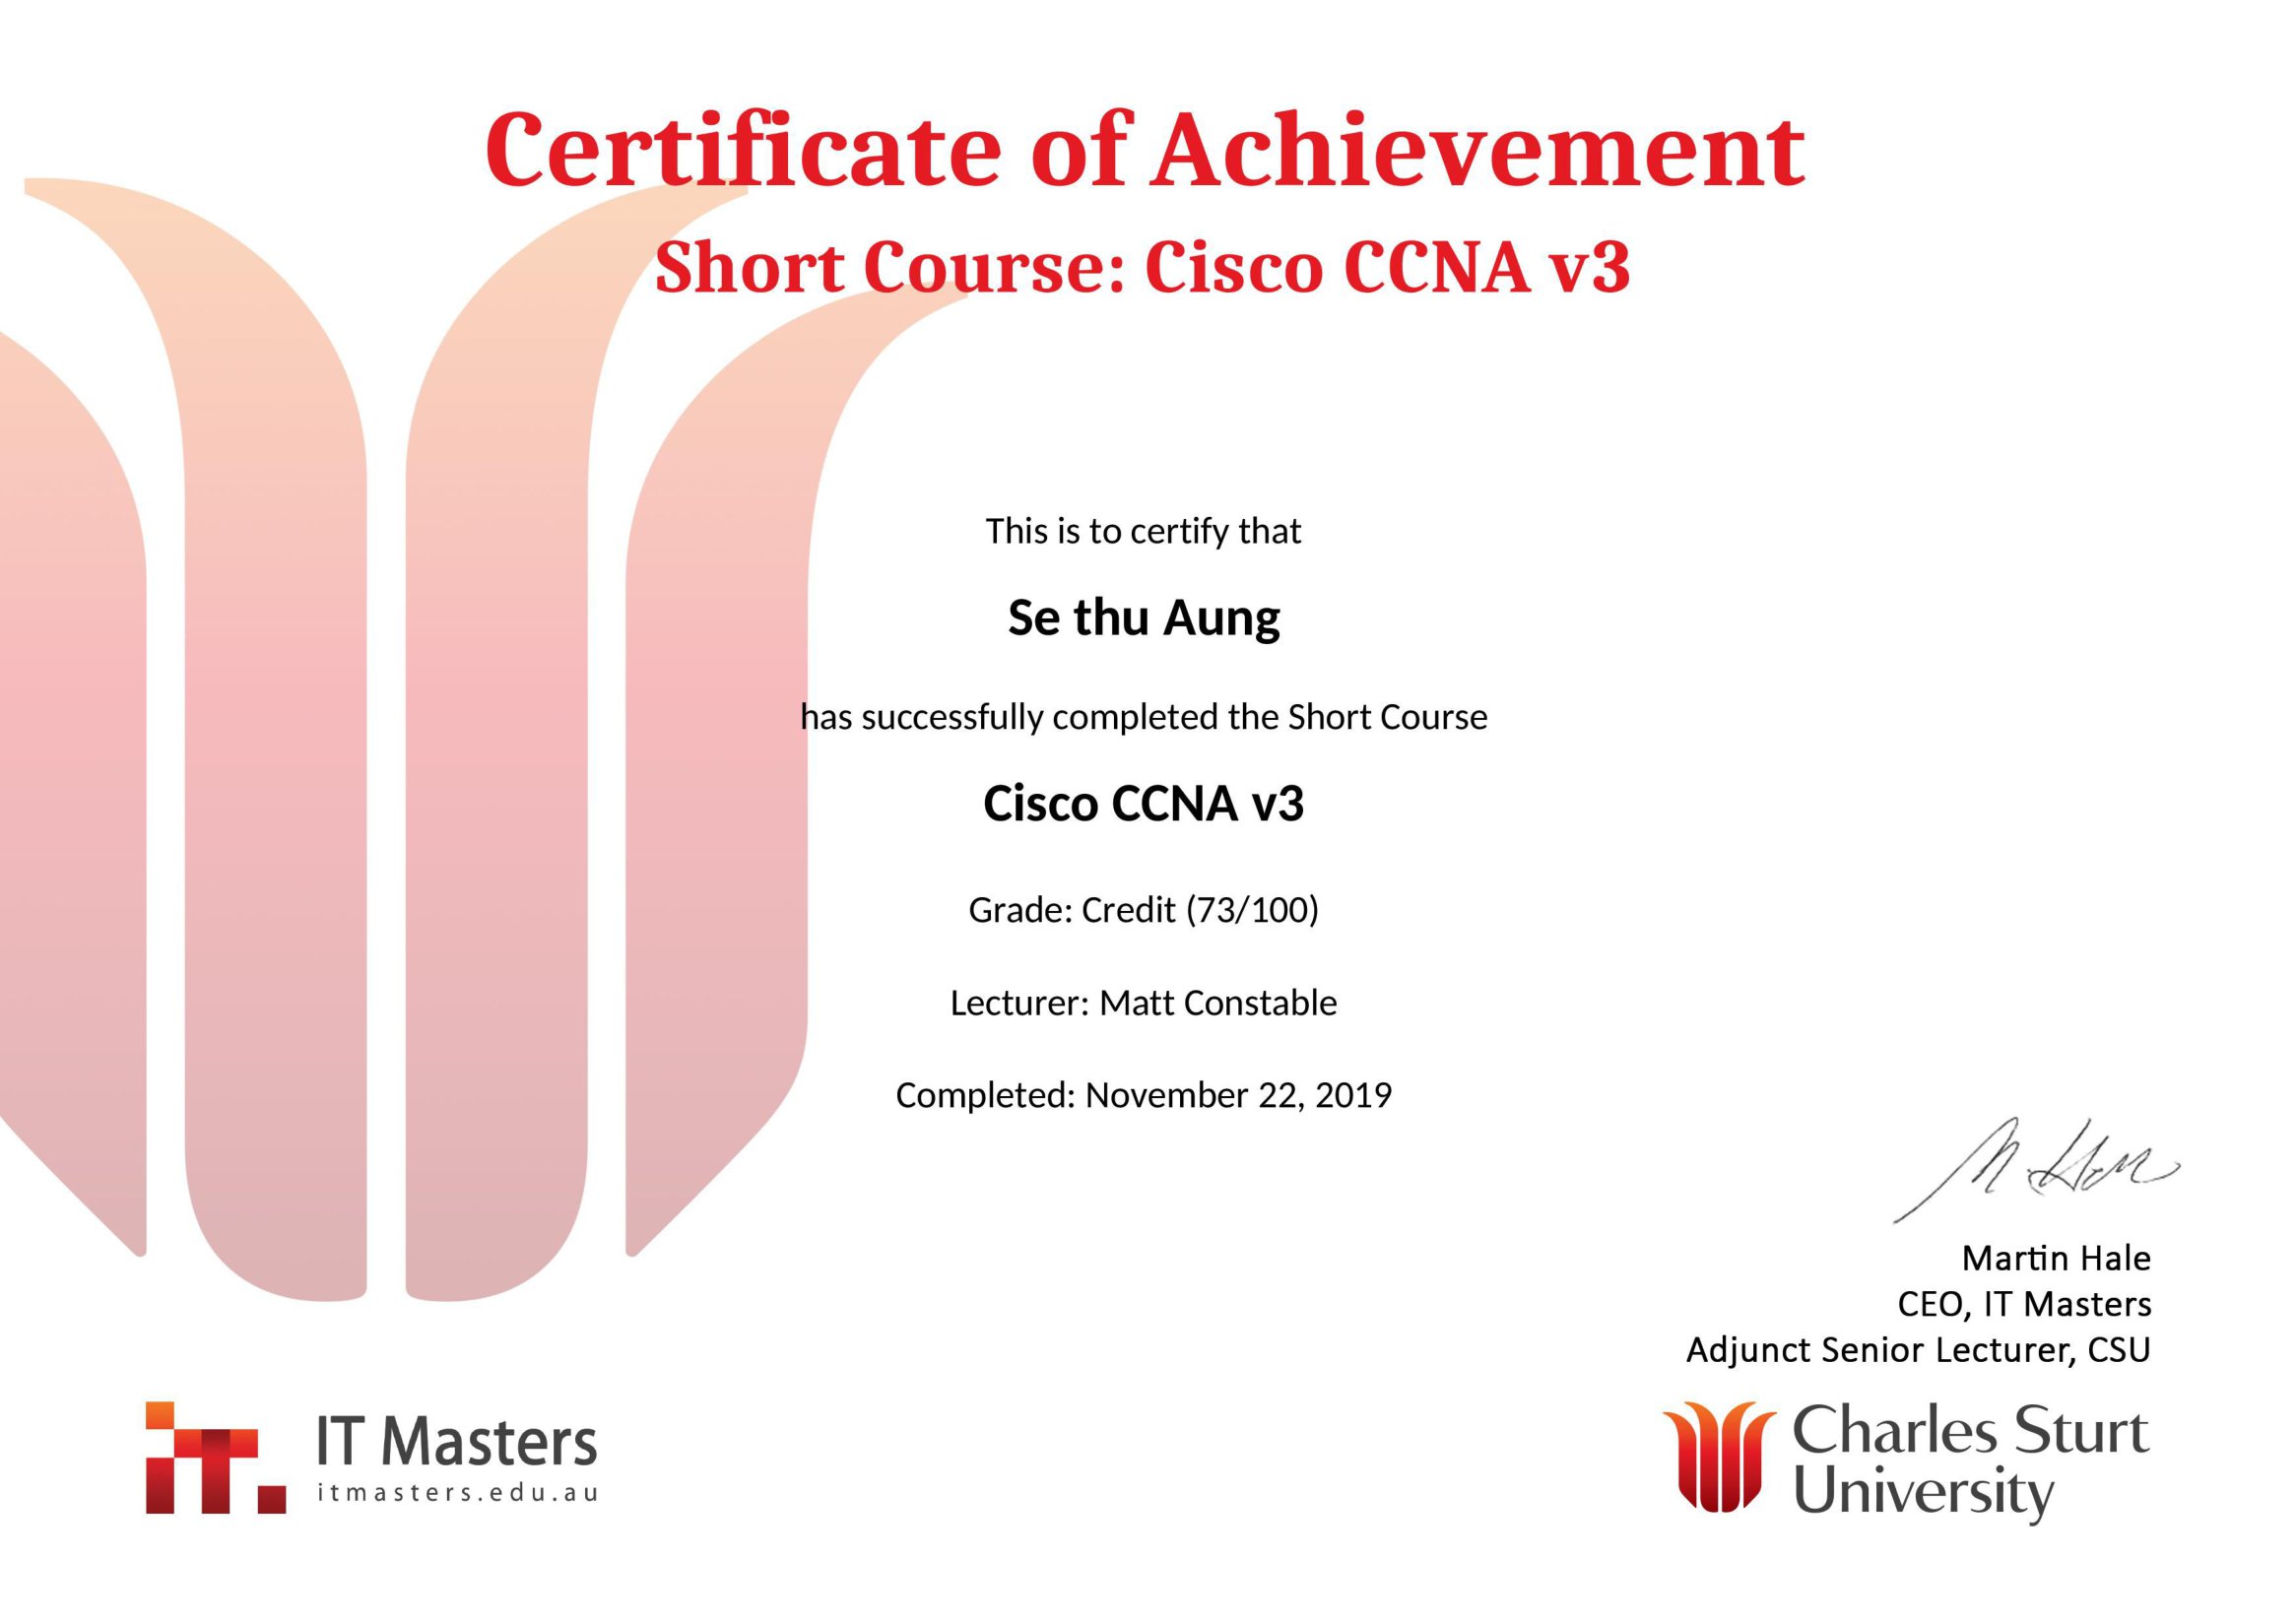 Certificate of Achievement
Short Course: Cisco CCNA v3
This is to certify that
Se thu Aung
has successfully completed the Short Course
Cisco CCNA v3
Grade: Credit (73/100)
Lecturer: Matt Constable
Completed: November 22, 2019
Martin Hale
CEO, IT Masters
Adjunct Senior Lecturer, CSU
it.
IT Masters
itmasters.edu.au
Charles Sturt
University